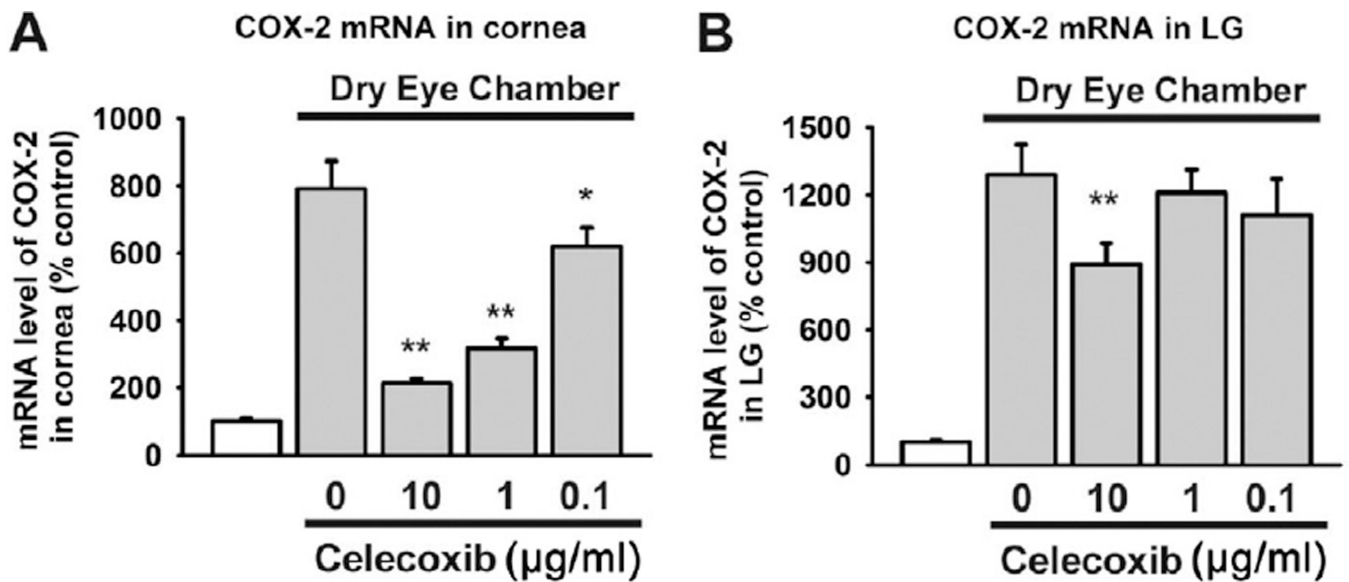 A
COX-2 mRNA in cornea
Dry Eye Chamber
mRNA level of COX-2
in cornea (% control)
1000
800
600
400
200
0
**
**
*
0 10 1 0.1
Celecoxib (µg/ml)
B
COX-2 mRNA in LG
Dry Eye Chamber
mRNA level of COX-2
in LG (% control)
1500
1200
900
600
300
0
**
0 10 1 0.1
Celecoxib (µg/ml)